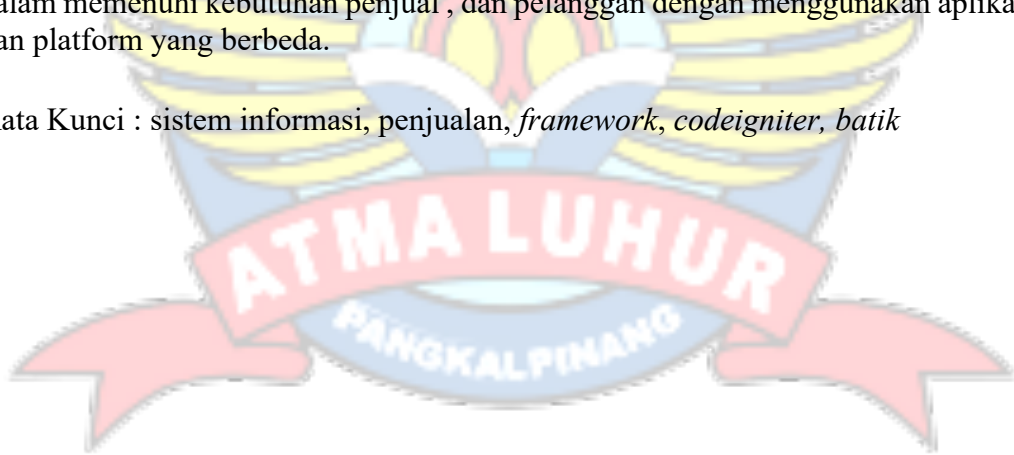 alam memenuhi kebutuhan penjual , dan pelanggan dengan menggunakan aplika
an platform yang berbeda.
ata Kunci : sistem informasi, penjualan, framework, codeigniter, batik
ATMA LUHUR
PANGKALPINANG